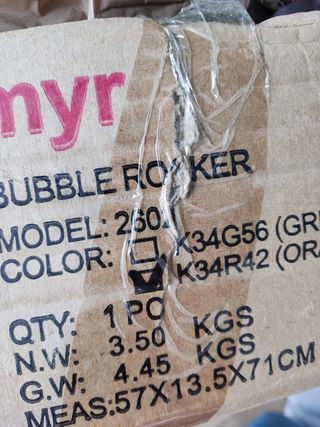 myr
BUBBLE ROCKER
MODEL: 260
COLOR: K34G56 (GR
K34R42 (ORA
QTY: 1 PC
N.W: 3.50 KGS
G.W: 4.45 KGS
MEAS:57X13.5X71CM